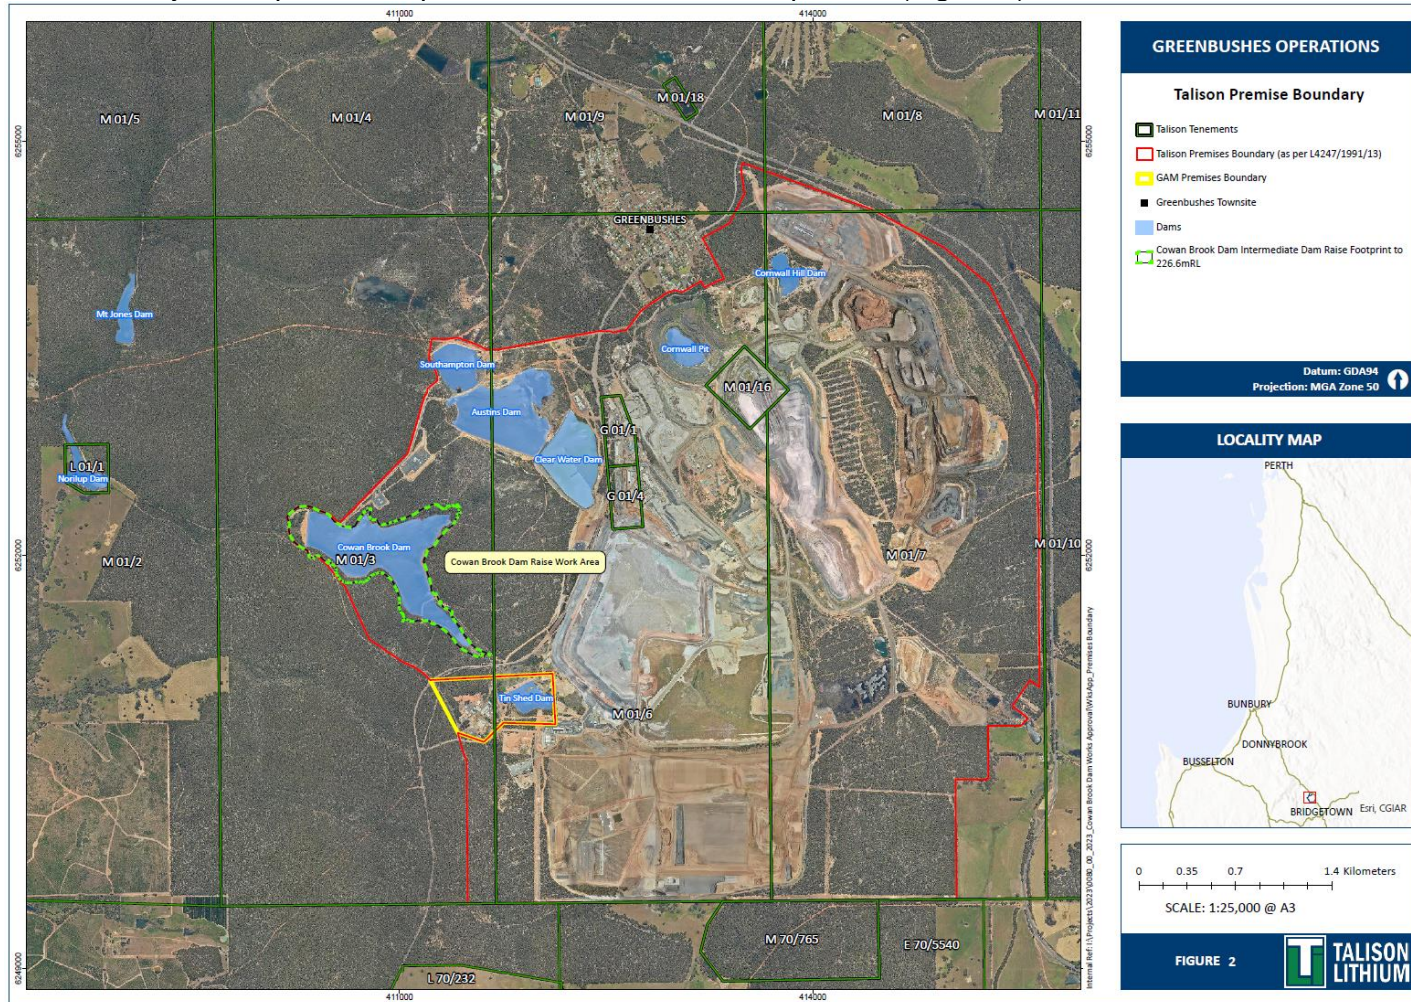 411000
414000
M 01/5
M 01/4
M 01/9
M 01/18
M 01/8
M 01/11
6255000
6255000
GREENBUSHES
Cornwall Hill Dam
Mt Jones Dam
Cornwall Pit
Southampton Dam
M 01/16
Austins Dam
G 01/1
Clear Water Dam
L 01/1
Norilup Dam
G 01/4
Cowan Brook Dam
M 01/3
Cowan Brook Dam Raise Work Area
M 01/7
M 01/10
M 01/2
6252000
6252000
Tin Shed Dam
M 01/6
M 70/765
E 70/5540
L 70/232
6249000
6249000
411000
414000
GREENBUSHES OPERATIONS
Talison Premise Boundary
Talison Tenements
Talison Premises Boundary (as per L4247/1991/13)
GAM Premises Boundary
Greenbushes Townsite
Dams
Cowan Brook Dam Intermediate Dam Raise Footprint to
226.6mRL
Datum: GDA94
Projection: MGA Zone 50
LOCALITY MAP
PERTH
BUNBURY
DONNYBROOK
BUSSELTON
BRIDGETOWN
Esri, CGIAR
0 0.35 0.7 1.4 Kilometers
SCALE: 1:25,000 @ A3
FIGURE 2
TALISON
LITHIUM